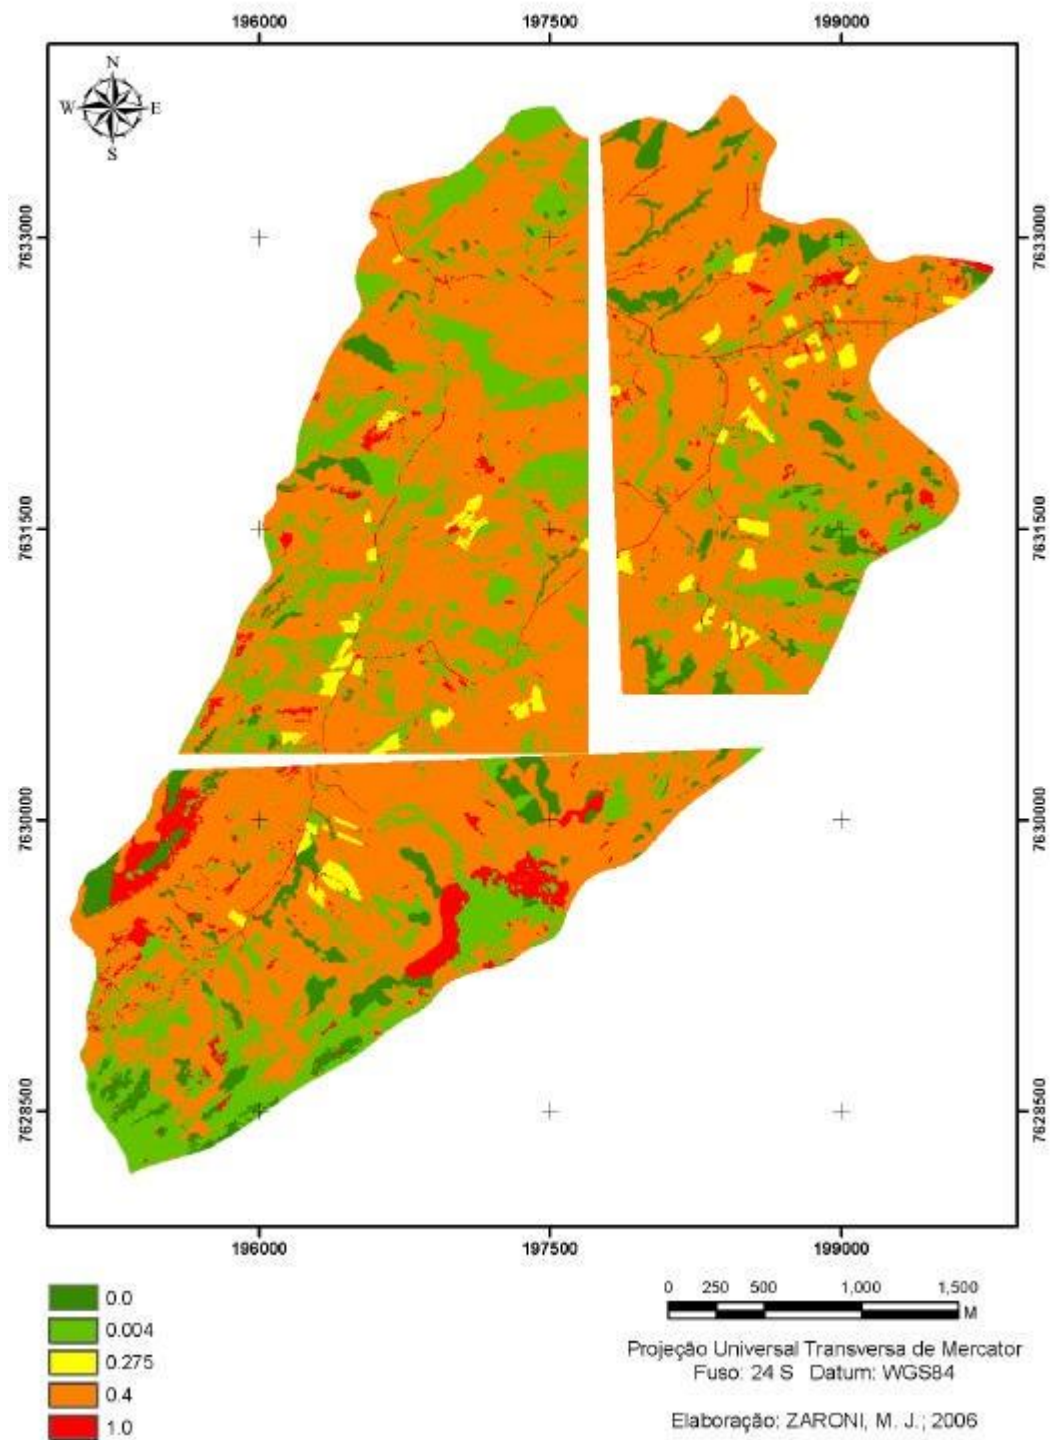 196000 197500 199000
N
W E
S
7633000 7633000
7631500 7631500
7630000 7630000
7628500 7628500
196000 197500 199000
0.0
0.004
0.275
0.4
1.0
0 250 500 1,000 1,500
M
Projeção Universal Transversa de Mercator
Fuso: 24 S Datum: WGS84
Elaboração: ZARONI, M. J.; 2006